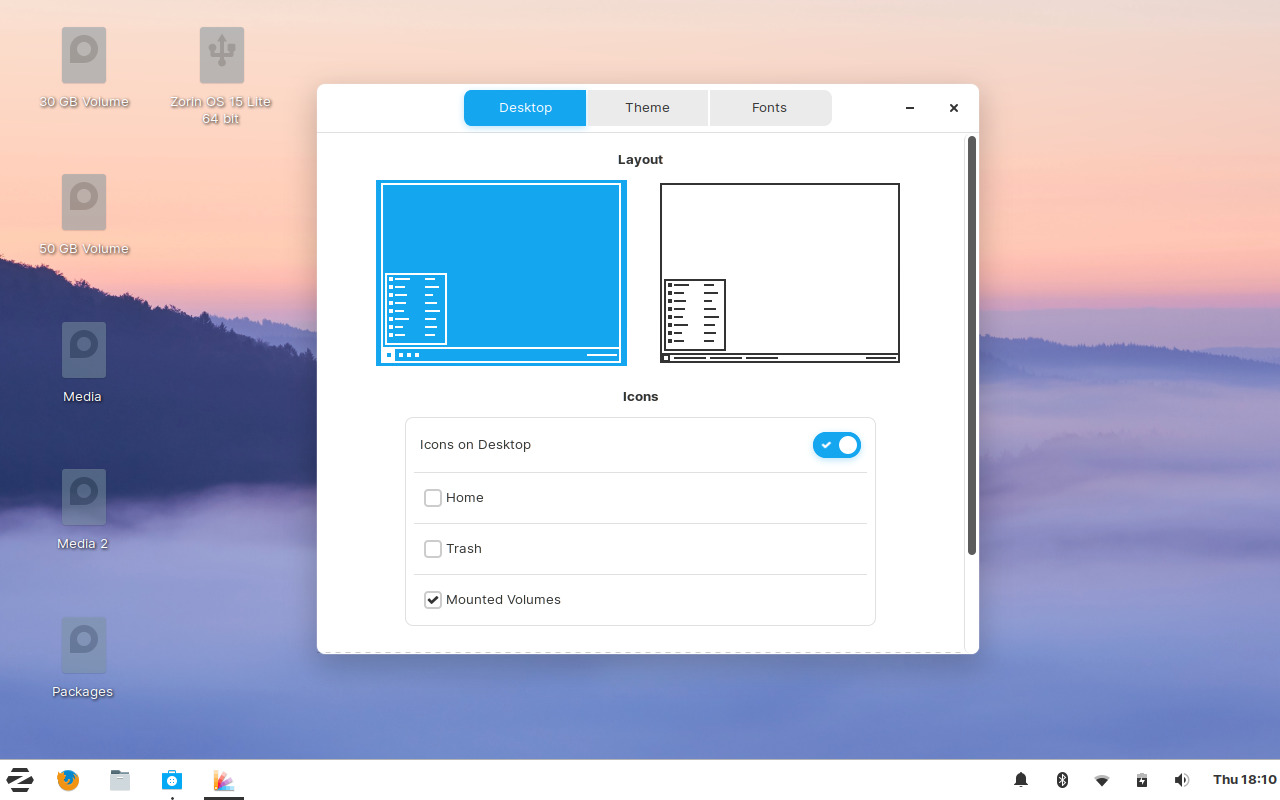 30 GB Volume
Zorin OS 15 Lite
64 bit
50 GB Volume
Media
Media 2
Packages
Desktop
Theme
Fonts
Layout
Icons
Icons on Desktop
Home
Trash
Mounted Volumes
Thu 18:10